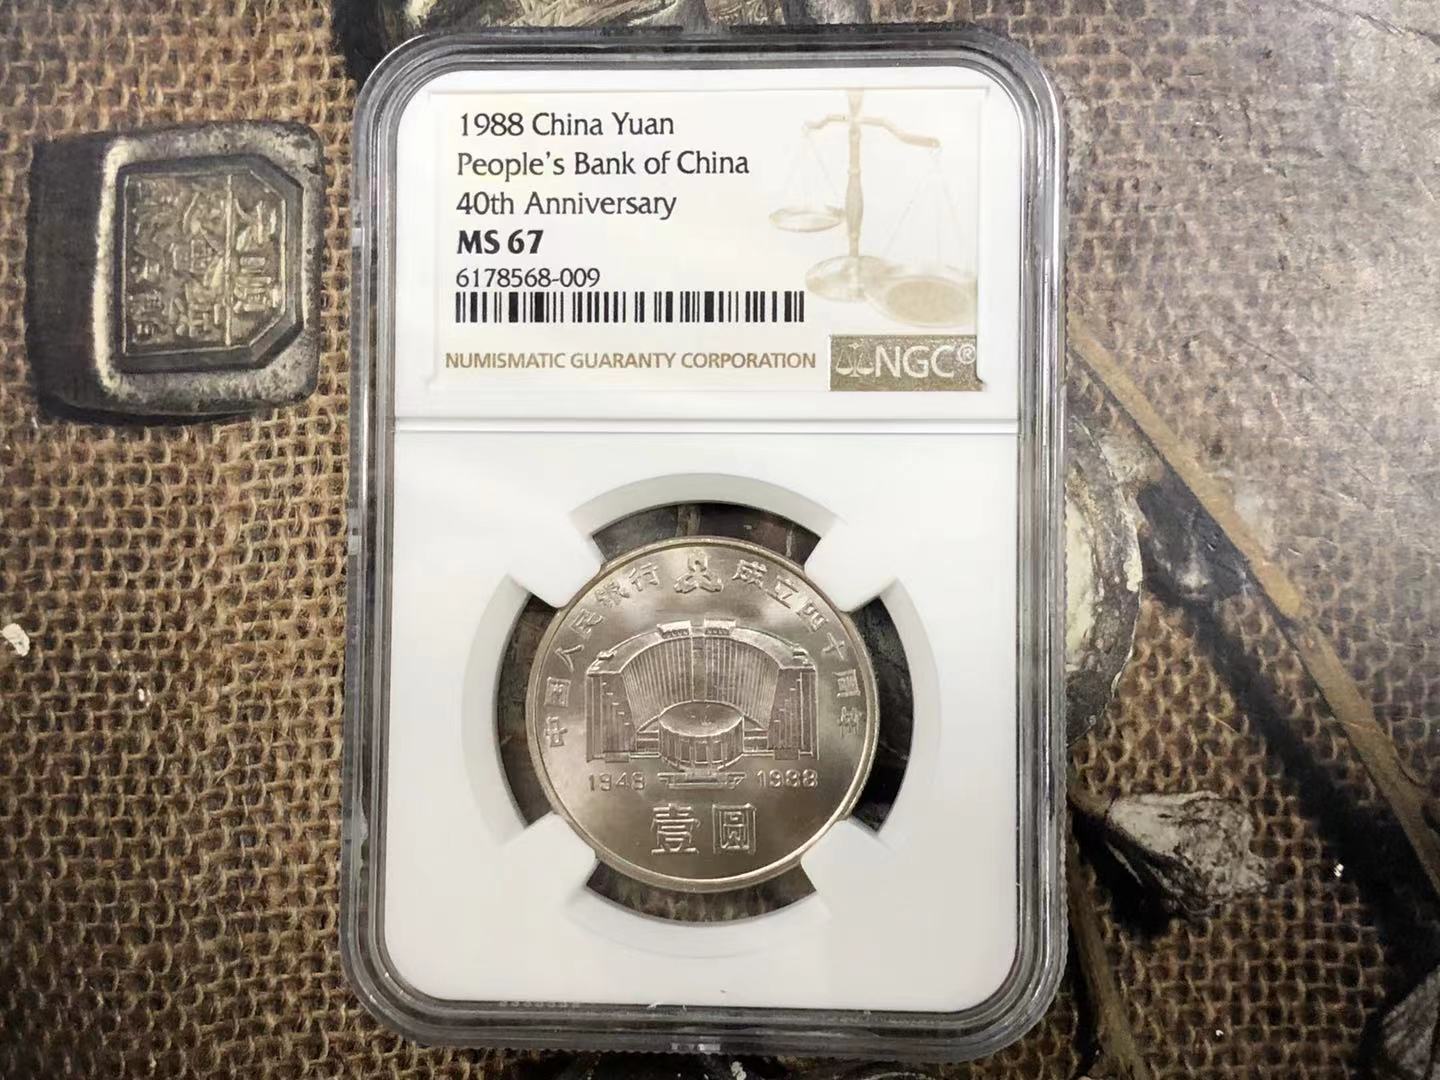 1988 China Yuan
People's Bank of China
40th Anniversary
MS 67
6178568-009
NUMISMATIC GUARANTY CORPORATION
NGC®
中国人民银行 成立四十周年
1948 1988
壹圆